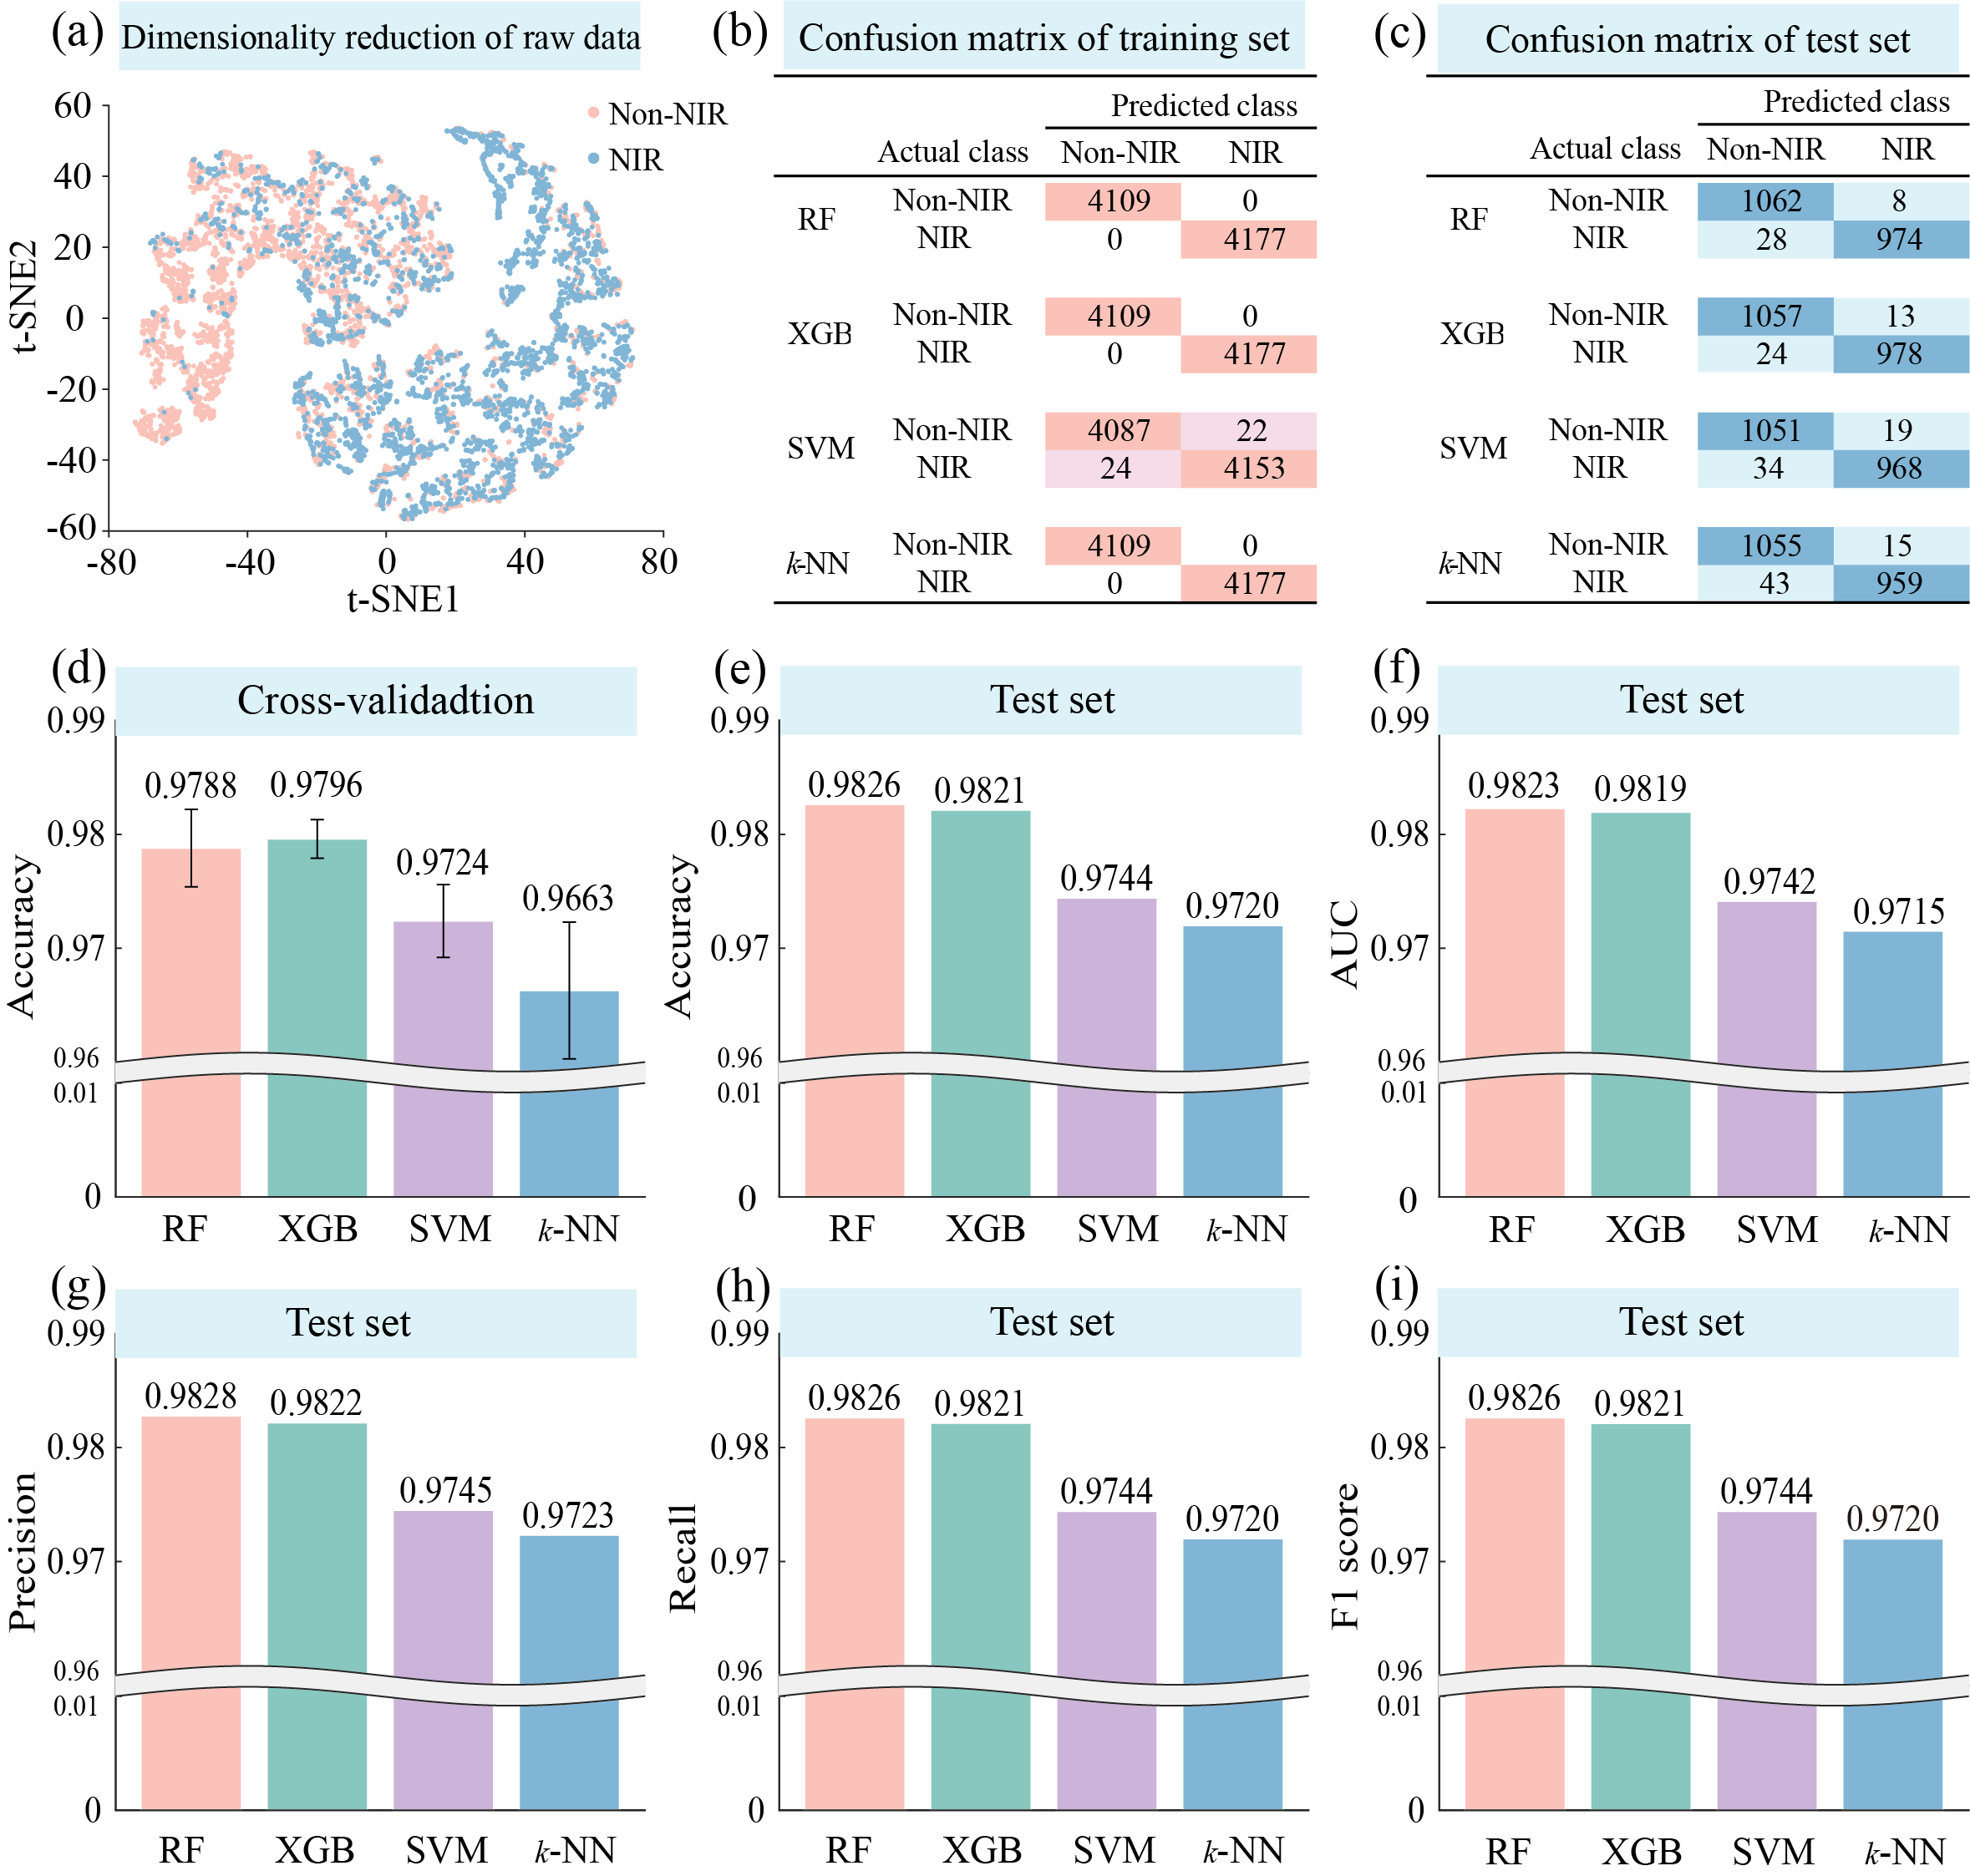 (a) Dimensionality reduction of raw data
Non-NIR
NIR
60
40
20
0
-20
-40
-60
-80 -40 0 40 80
t-SNE2
t-SNE1
(b) Confusion matrix of training set
Predicted class
Actual class Non-NIR NIR
RF Non-NIR 4109 0
NIR 0 4177
XGB Non-NIR 4109 0
NIR 0 4177
SVM Non-NIR 4087 22
NIR 24 4153
k-NN Non-NIR 4109 0
NIR 0 4177
(c) Confusion matrix of test set
Predicted class
Actual class Non-NIR NIR
RF Non-NIR 1062 8
NIR 28 974
XGB Non-NIR 1057 13
NIR 24 978
SVM Non-NIR 1051 19
NIR 34 968
k-NN Non-NIR 1055 15
NIR 43 959
(d) Cross-validadtion
0.99
0.98
0.97
0.96
0.01
0
Accuracy
0.9788 0.9796 0.9724 0.9663
RF XGB SVM k-NN
(e) Test set
0.99
0.98
0.97
0.96
0.01
0
Accuracy
0.9826 0.9821 0.9744 0.9720
RF XGB SVM k-NN
(f) Test set
0.99
0.98
0.97
0.96
0.01
0
AUC
0.9823 0.9819 0.9742 0.9715
RF XGB SVM k-NN
(g) Test set
0.99
0.98
0.97
0.96
0.01
0
Precision
0.9828 0.9822 0.9745 0.9723
RF XGB SVM k-NN
(h) Test set
0.99
0.98
0.97
0.96
0.01
0
Recall
0.9826 0.9821 0.9744 0.9720
RF XGB SVM k-NN
(i) Test set
0.99
0.98
0.97
0.96
0.01
0
F1 score
0.9826 0.9821 0.9744 0.9720
RF XGB SVM k-NN